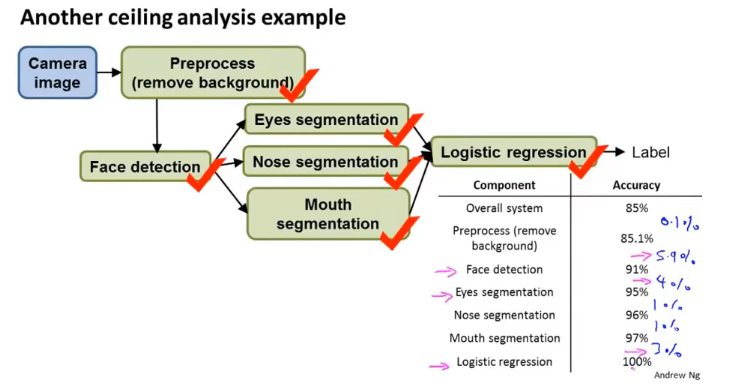 Another ceiling analysis example
Camera
image
Preprocess
(remove background)
Eyes segmentation
Face detection
Nose segmentation
Mouth
segmentation
Logistic regression
Label
Component Accuracy
Overall system 85%
0.1%
Preprocess (remove
background) 85.1%
5.9%
Face detection 91%
4%
Eyes segmentation 95%
1%
Nose segmentation 96%
1%
Mouth segmentation 97%
3%
Logistic regression 100%
Andrew Ng